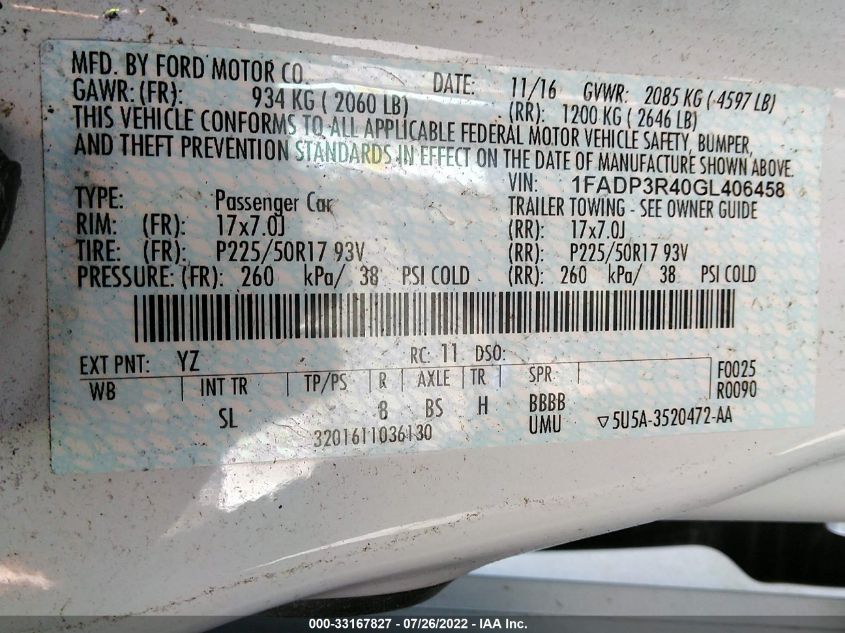 MFD. BY FORD MOTOR CO.
DATE: 11/16 GVWR: 2085 KG ( 4597 LB)
GAWR: (FR): 934 KG ( 2060 LB) (RR): 1200 KG ( 2646 LB)
THIS VEHICLE CONFORMS TO ALL APPLICABLE FEDERAL MOTOR VEHICLE SAFETY, BUMPER,
AND THEFT PREVENTION STANDARDS IN EFFECT ON THE DATE OF MANUFACTURE SHOWN ABOVE.
VIN: 1FADP3R40GL406458
TYPE: Passenger Car TRAILER TOWING - SEE OWNER GUIDE
RIM: (FR): 17x7.0J (RR): 17x7.0J
TIRE: (FR): P225/50R17 93V (RR): P225/50R17 93V
PRESSURE: (FR): 260 kPa/ 38 PSI COLD (RR): 260 kPa/ 38 PSI COLD
EXT PNT: YZ RC: 11 DSO:
WB INT TR TP/PS R AXLE TR SPR F0025
R0090
SL 8 BS H BBBB
UMU ▽5U5A-3520472-AA
3201611036130
000-33167827 - 07/26/2022 - IAA Inc.